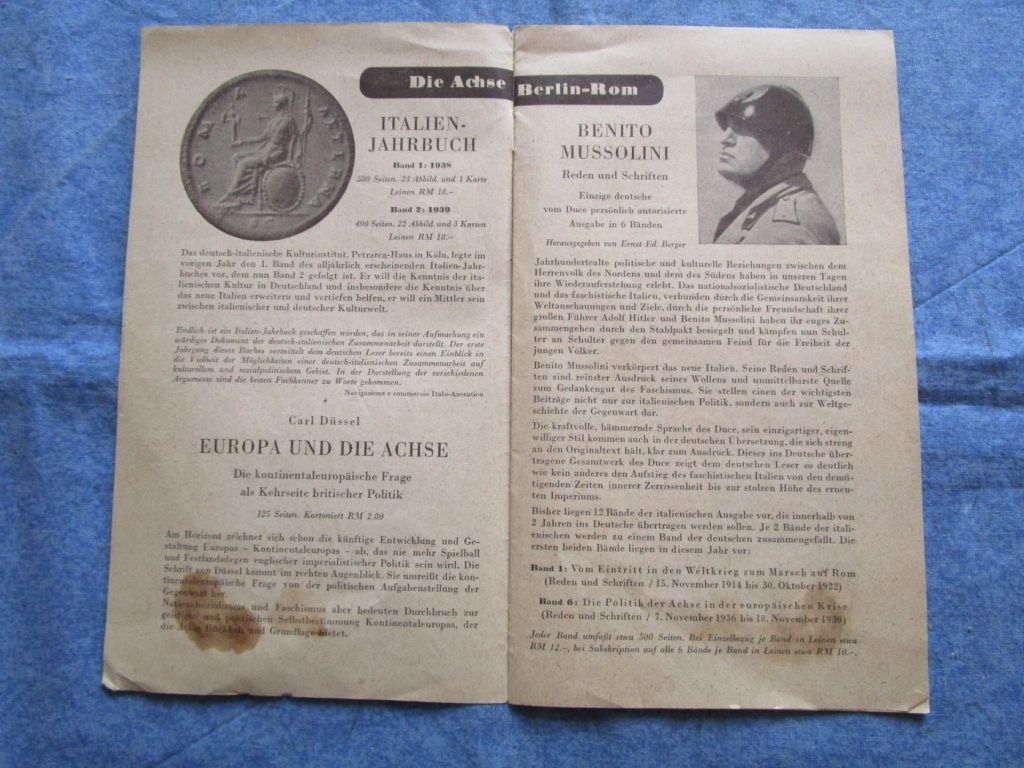 Die Achse Berlin-Rom
ROMA AETERNA
ITALIEN-
JAHRBUCH
Band 1: 1938
580 Seiten. 23 Abbild. und 1 Karte
Leinen RM 18.–
Band 2: 1939
490 Seiten. 22 Abbild. und 3 Karten
Leinen RM 18.–
Das deutsch-italienische Kulturinstitut, Petrarca-Haus in Köln, legte im
vorigen Jahr den 1. Band des alljährlich erscheinenden Italien-Jahr-
buches vor, dem nun Band 2 gefolgt ist. Er will die Kenntnis der ita-
lienischen Kultur in Deutschland und insbesondere die Kenntnis über
das neue Italien erweitern und vertiefen helfen, er will ein Mittler sein
zwischen italienischer und deutscher Kulturwelt.
Endlich ist ein Italien-Jahrbuch geschaffen worden, das in seiner Aufmachung ein
würdiges Dokument der deutsch-italienischen Zusammenarbeit darstellt. Der erste
Jahrgang dieses Buches vermittelt dem deutschen Leser bereits einen Einblick in
die Vielheit der Möglichkeiten einer deutsch-italienischen Zusammenarbeit auf
kulturellem und sozialpolitischem Gebiet. In der Darstellung der verschiedenen
Argumente sind die besten Fachkenner zu Worte gekommen.
Navigazione e commercio Italo-
Carl Düssel
EUROPA UND DIE ACHSE
Die kontinentaleuropäische Frage
als Kehrseite britischer Politik
125 Seiten. Kartoniert RM 2.80
Am Horizont zeichnet sich schon die künftige Entwicklung und Ge-
staltung Europas – Kontinentaleuropas – ab, das nie mehr Spielball
und Festlandsdegen englischer imperialistischer Politik sein wird. Die
Schrift von Düssel kommt im rechten Augenblick. Sie umreißt die kon-
tinentaleuropäische Frage von der politischen Aufgabenstellung der
Gegenwart her.
Nationalsozialismus und Faschismus aber bedeuten Durchbruch zur
geistigen und politischen Selbstbestimmung Kontinentaleuropas, der
die Achse Rückhalt und Grundlage bietet.
BENITO
MUSSOLINI
Reden und Schriften
Einzige deutsche
vom Duce persönlich autorisierte
Ausgabe in 6 Bänden
Herausgegeben von Ernst Ed. Berger
Jahrhundertealte politische und kulturelle Beziehungen zwischen dem
Herrenvolk des Nordens und dem des Südens haben in unseren Tagen
ihre Wiederauferstehung erlebt. Das nationalsozialistische Deutschland
und das faschistische Italien, verbunden durch die Gemeinsamkeit ihrer
Weltanschauungen und Ziele, durch die persönliche Freundschaft ihrer
großen Führer Adolf Hitler und Benito Mussolini haben ihr enges Zu-
sammengehen durch den Stahlpakt besiegelt und kämpfen nun Schul-
ter an Schulter gegen den gemeinsamen Feind für die Freiheit der
jungen Völker.
Benito Mussolini verkörpert das neue Italien. Seine Reden und Schrif-
ten sind reinster Ausdruck seines Wollens und unmittelbarste Quelle
zum Gedankengut des Faschismus. Sie stellen einen der wichtigsten
Beiträge nicht nur zur italienischen Politik, sondern auch zur Weltge-
schichte der Gegenwart dar.
Die kraftvolle, hämmernde Sprache des Duce, sein einzigartiger, eigen-
williger Stil kommen auch in der deutschen Übersetzung, die sich streng
an den Originaltext hält, klar zum Ausdruck. Dieses ins Deutsche über-
tragene Gesamtwerk des Duce zeigt dem deutschen Leser so deutlich
wie kein anderes den Aufstieg des faschistischen Italien von den demü-
tigenden Zeiten innerer Zerrissenheit bis zur stolzen Höhe des erneu-
ten Imperiums.
Bisher liegen 12 Bände der italienischen Ausgabe vor, die innerhalb von
2 Jahren ins Deutsche übertragen werden sollen. Je 2 Bände der itali-
enischen werden zu einem Band der deutschen zusammengefaßt. Die
ersten beiden Bände liegen in diesem Jahr vor:
Band 1: Vom Eintritt in den Weltkrieg zum Marsch auf Rom
(Reden und Schriften / 15. November 1914 bis 30. Oktober 1922)
Band 6: Die Politik der Achse in der europäischen Krise
(Reden und Schriften / 7. November 1936 bis 18. November 1939)
Jeder Band umfaßt etwa 500 Seiten. Bei Einzelbezug je Band in Leinen etwa
RM 12.–, bei Subskription auf alle 6 Bände je Band in Leinen etwa RM 10.–.